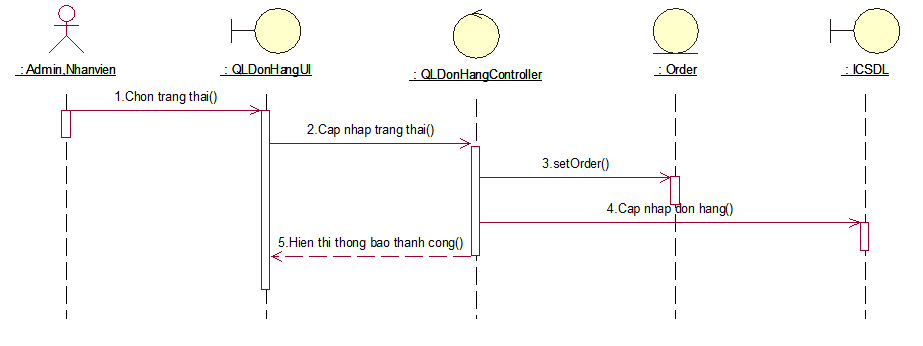 : Admin,Nhanvien
: QLDonHangUI
: QLDonHangController
: Order
: ICSDL
1.Chon trang thai()
2.Cap nhap trang thai()
3.setOrder()
4.Cap nhap don hang()
5.Hien thi thong bao thanh cong()